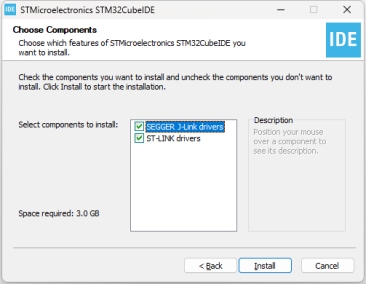 IDE STMicroelectronics STM32CubeIDE
Choose Components
Choose which features of STMicroelectronics STM32CubeIDE you
want to install.
IDE
Check the components you want to install and uncheck the components you don't want to
install. Click Install to start the installation.
Select components to install:
SEGGER J-Link drivers
ST-LINK drivers
Description
Position your mouse
over a component to
see its description.
Space required: 3.0 GB
< Back
Install
Cancel